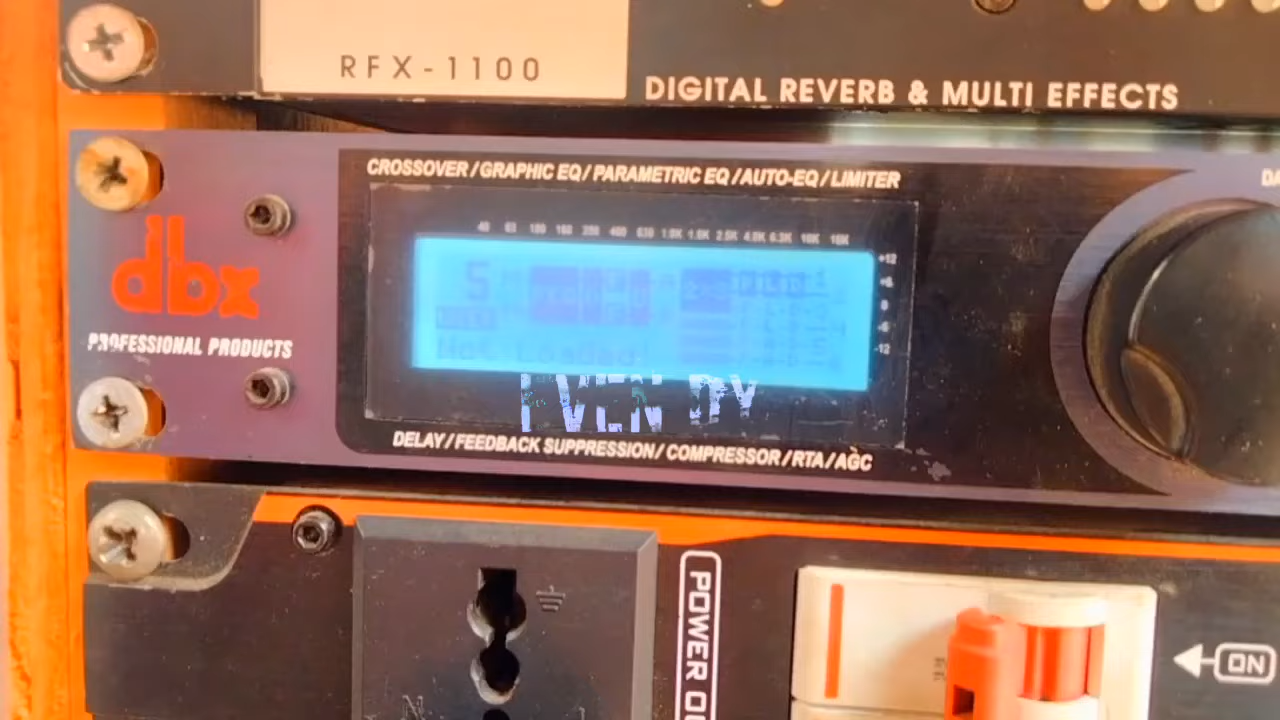 RFX-1100
DIGITAL REVERB & MULTI EFFECTS
CROSSOVER/GRAPHIC EQ/PARAMETRIC EQ/AUTO-EQ/LIMITER
dbx
PROFESSIONAL PRODUCTS
40 63 100 160 250 400 630 1.0K 1.6K 2.5K 4.0K 6.3K 10K 16K
+12
+6
0
-6
-12
5
Not Loaded
DELAY/FEEDBACK SUPPRESSION/COMPRESSOR/RTA/AGC
POWER
ON